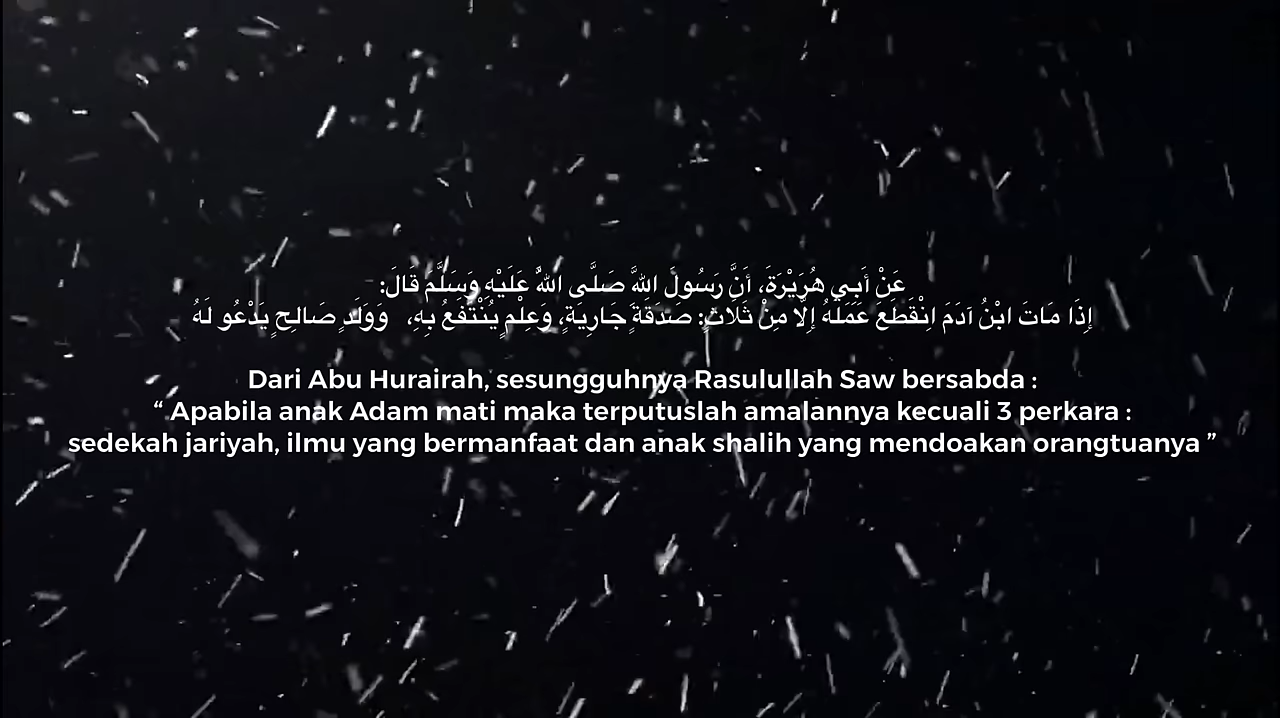 عَنْ أَبِي هُرَيْرَةَ، أَنَّ رَسُولَ اللهَّ صَلَّى اللهُ عَلَيْهِ وَسَلَّمَ قَالَ:
إِذَا مَاتَ ابْنُ آدَمَ انْقَطَعَ عَمَلُهُ إِلَّا مِنْ ثَلَاثٍ: صَدَقَةٍ جَارِيَةٍ، وَعِلْمٍ يُنْتَفَعُ بِهِ، وَوَلَدٍ صَالِحٍ يَدْعُو لَهُ
Dari Abu Hurairah, sesungguhnya Rasulullah Saw bersabda :
“ Apabila anak Adam mati maka terputuslah amalannya kecuali 3 perkara :
sedekah jariyah, ilmu yang bermanfaat dan anak shalih yang mendoakan orangtuanya ”